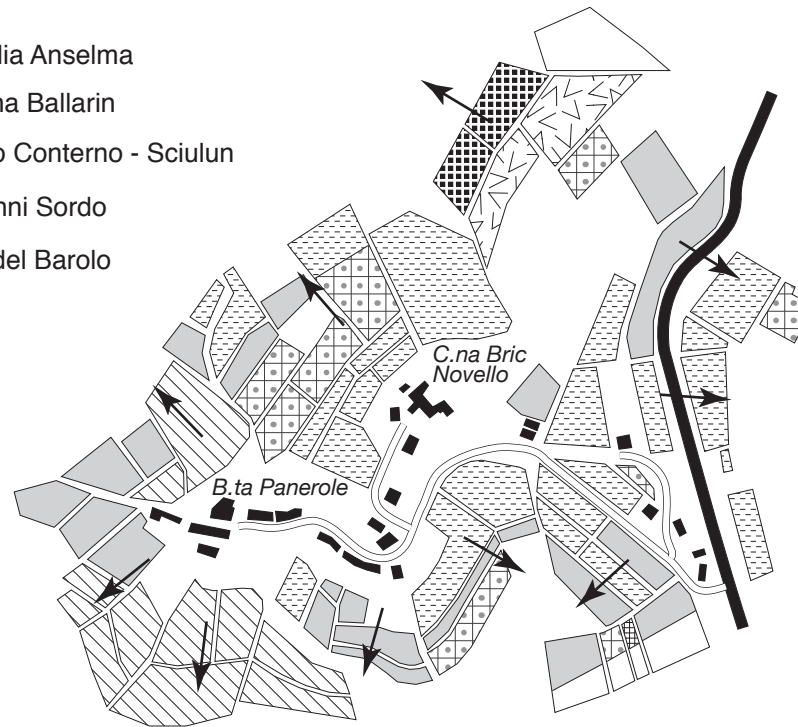 lia Anselma
na Ballarin
o Conterno - Sciulun
nni Sordo
del Barolo
C.na Bric
Novello
B.ta Panerole